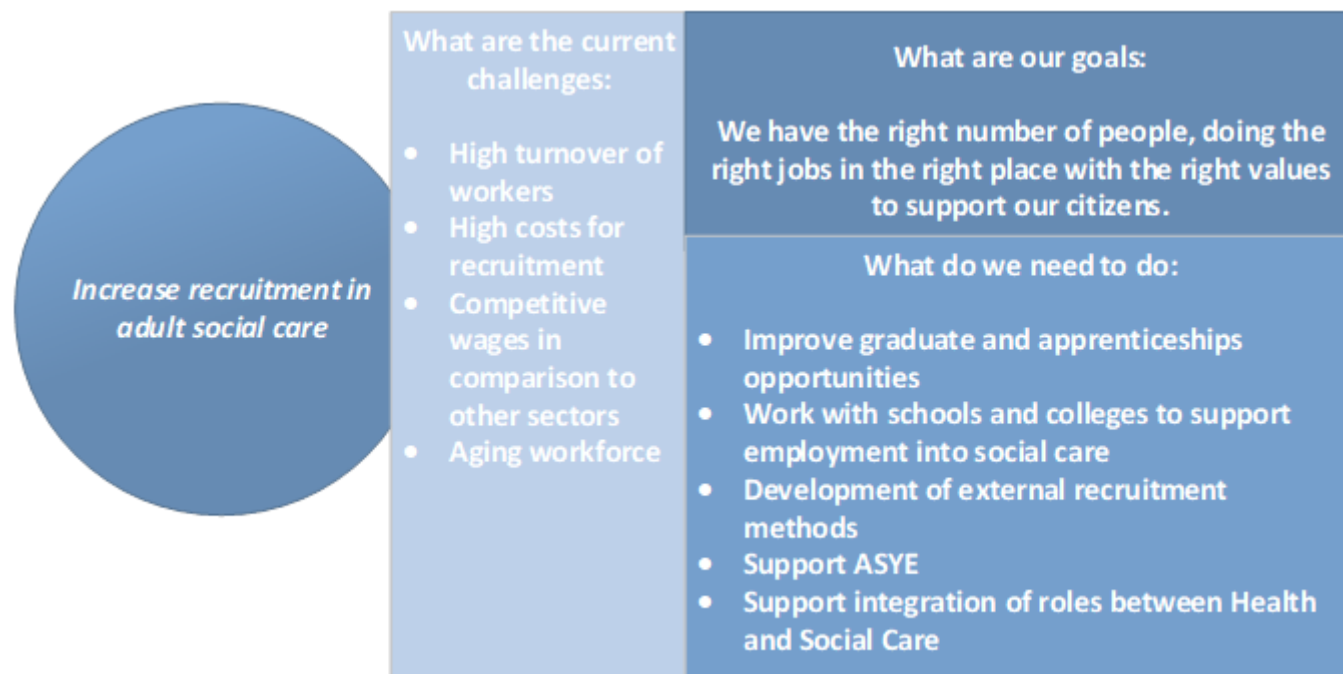 Increase recruitment in
adult social care
What are the current
challenges:
• High turnover of
workers
• High costs for
recruitment
• Competitive
wages in
comparison to
other sectors
• Aging workforce
What are our goals:
We have the right number of people, doing the
right jobs in the right place with the right values
to support our citizens.
What do we need to do:
• Improve graduate and apprenticeships
opportunities
• Work with schools and colleges to support
employment into social care
• Development of external recruitment
methods
• Support ASYE
• Support integration of roles between Health
and Social Care